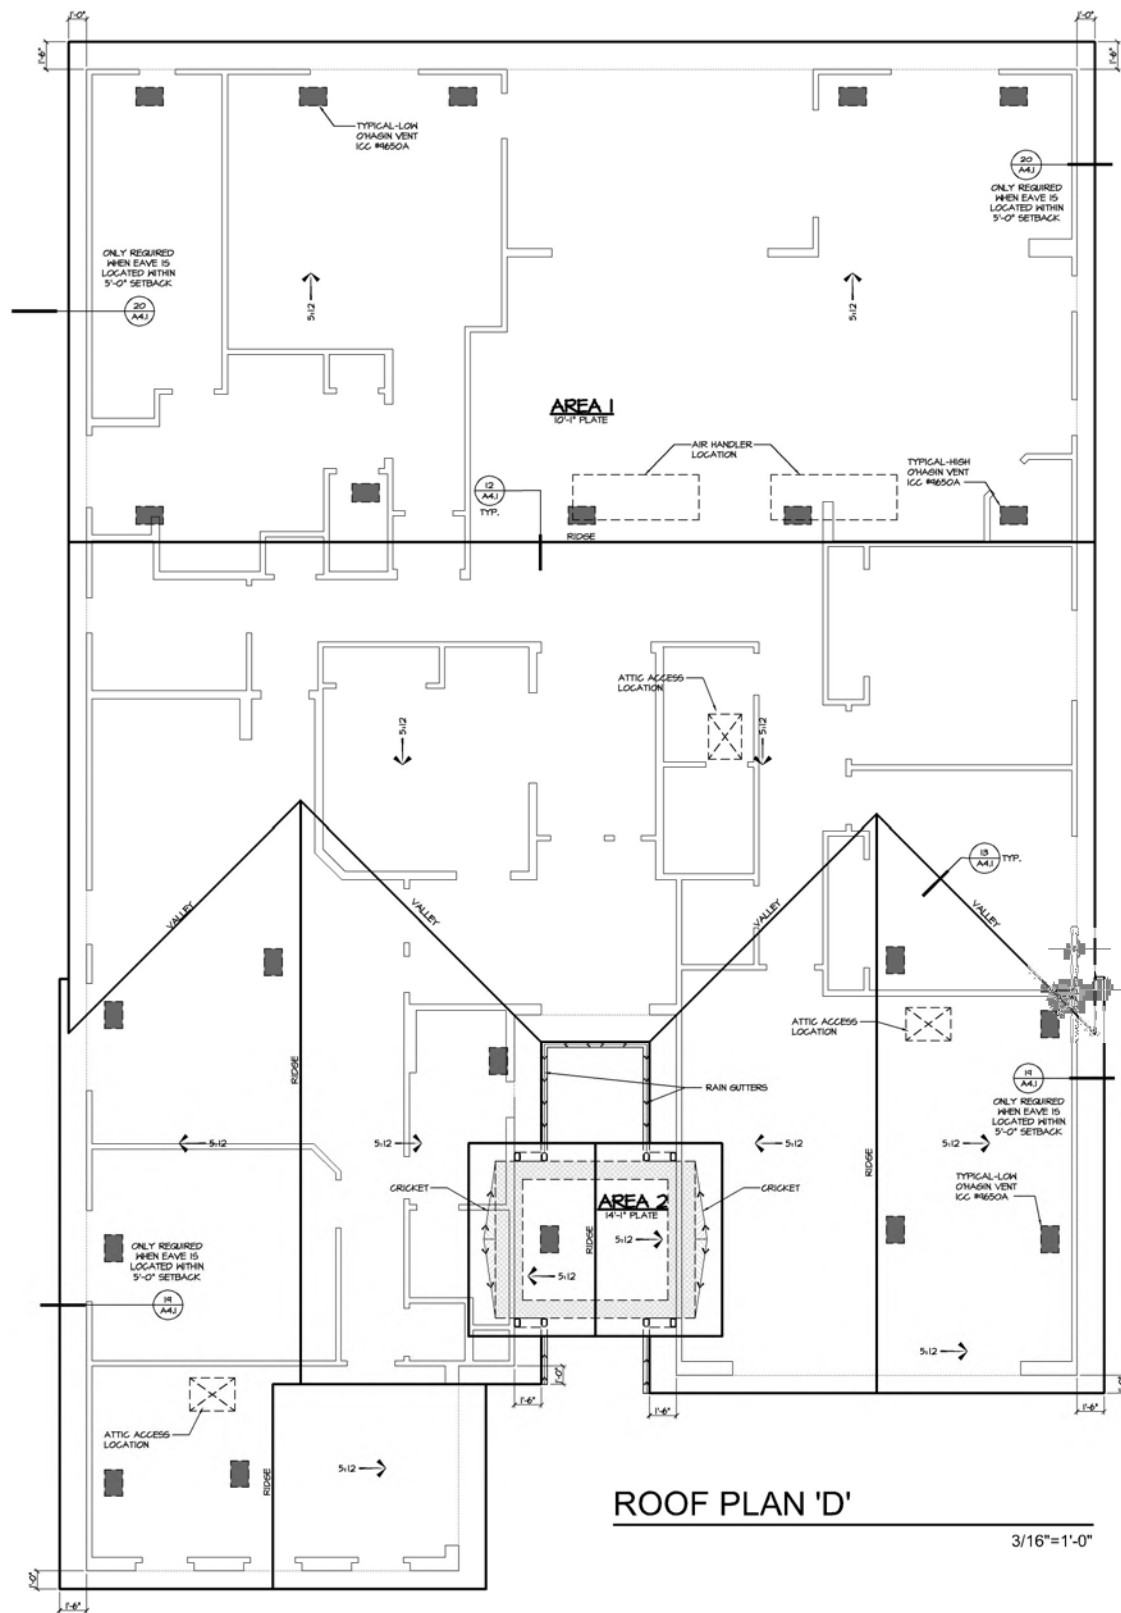 1'-0"
1'-0"
1'-6"
1'-6"
TYPICAL-LOW
O'HAGIN VENT
ICC #9650A
20
A4.1
ONLY REQUIRED
WHEN EAVE IS
LOCATED WITHIN
5'-0" SETBACK
ONLY REQUIRED
WHEN EAVE IS
LOCATED WITHIN
5'-0" SETBACK
20
A4.1
5:12
5:12
AREA 1
10'-1" PLATE
AIR HANDLER
LOCATION
TYPICAL-HIGH
O'HAGIN VENT
ICC #9650A
12
A4.1
TYP.
RIDGE
ATTIC ACCESS
LOCATION
5:12
5:12
13
A4.1
TYP.
VALLEY
VALLEY
VALLEY
VALLEY
ATTIC ACCESS
LOCATION
RIDGE
19
A4.1
ONLY REQUIRED
WHEN EAVE IS
LOCATED WITHIN
5'-0" SETBACK
RAIN GUTTERS
5:12
5:12
5:12
5:12
RIDGE
CRICKET
CRICKET
TYPICAL-LOW
O'HAGIN VENT
ICC #9650A
AREA 2
14'-1" PLATE
RIDGE
5:12
5:12
ONLY REQUIRED
WHEN EAVE IS
LOCATED WITHIN
5'-0" SETBACK
19
A4.1
5:12
1'-0"
1'-0"
1'-6"
1'-6"
1'-6"
ATTIC ACCESS
LOCATION
RIDGE
5:12
ROOF PLAN 'D'
3/16"=1'-0"
1'-0"
1'-6"